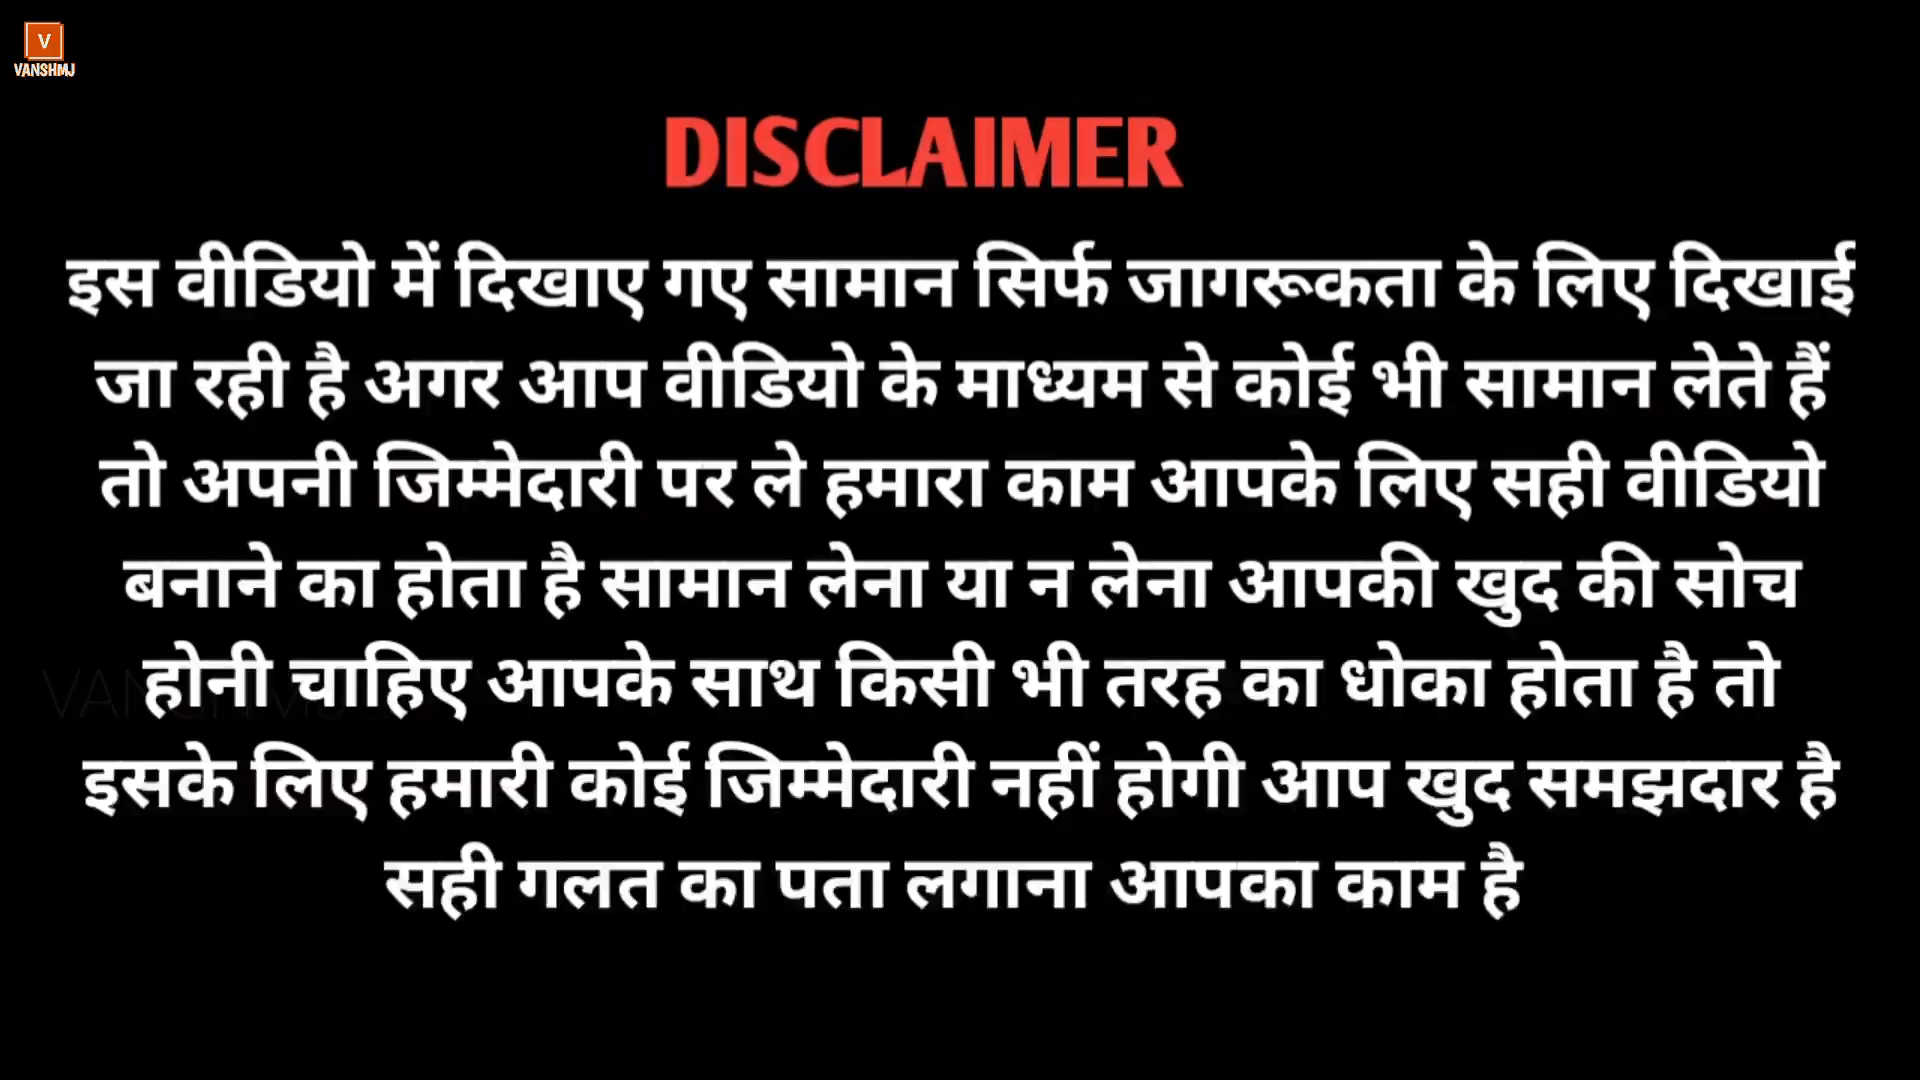 V
VANSHMJ
DISCLAIMER
इस वीडियो में दिखाए गए सामान सिर्फ जागरूकता के लिए दिखाई
जा रही है अगर आप वीडियो के माध्यम से कोई भी सामान लेते हैं
तो अपनी जिम्मेदारी पर ले हमारा काम आपके लिए सही वीडियो
बनाने का होता है सामान लेना या न लेना आपकी खुद की सोच
होनी चाहिए आपके साथ किसी भी तरह का धोका होता है तो
VANSHMJ
इसके लिए हमारी कोई जिम्मेदारी नहीं होगी आप खुद समझदार है
सही गलत का पता लगाना आपका काम है